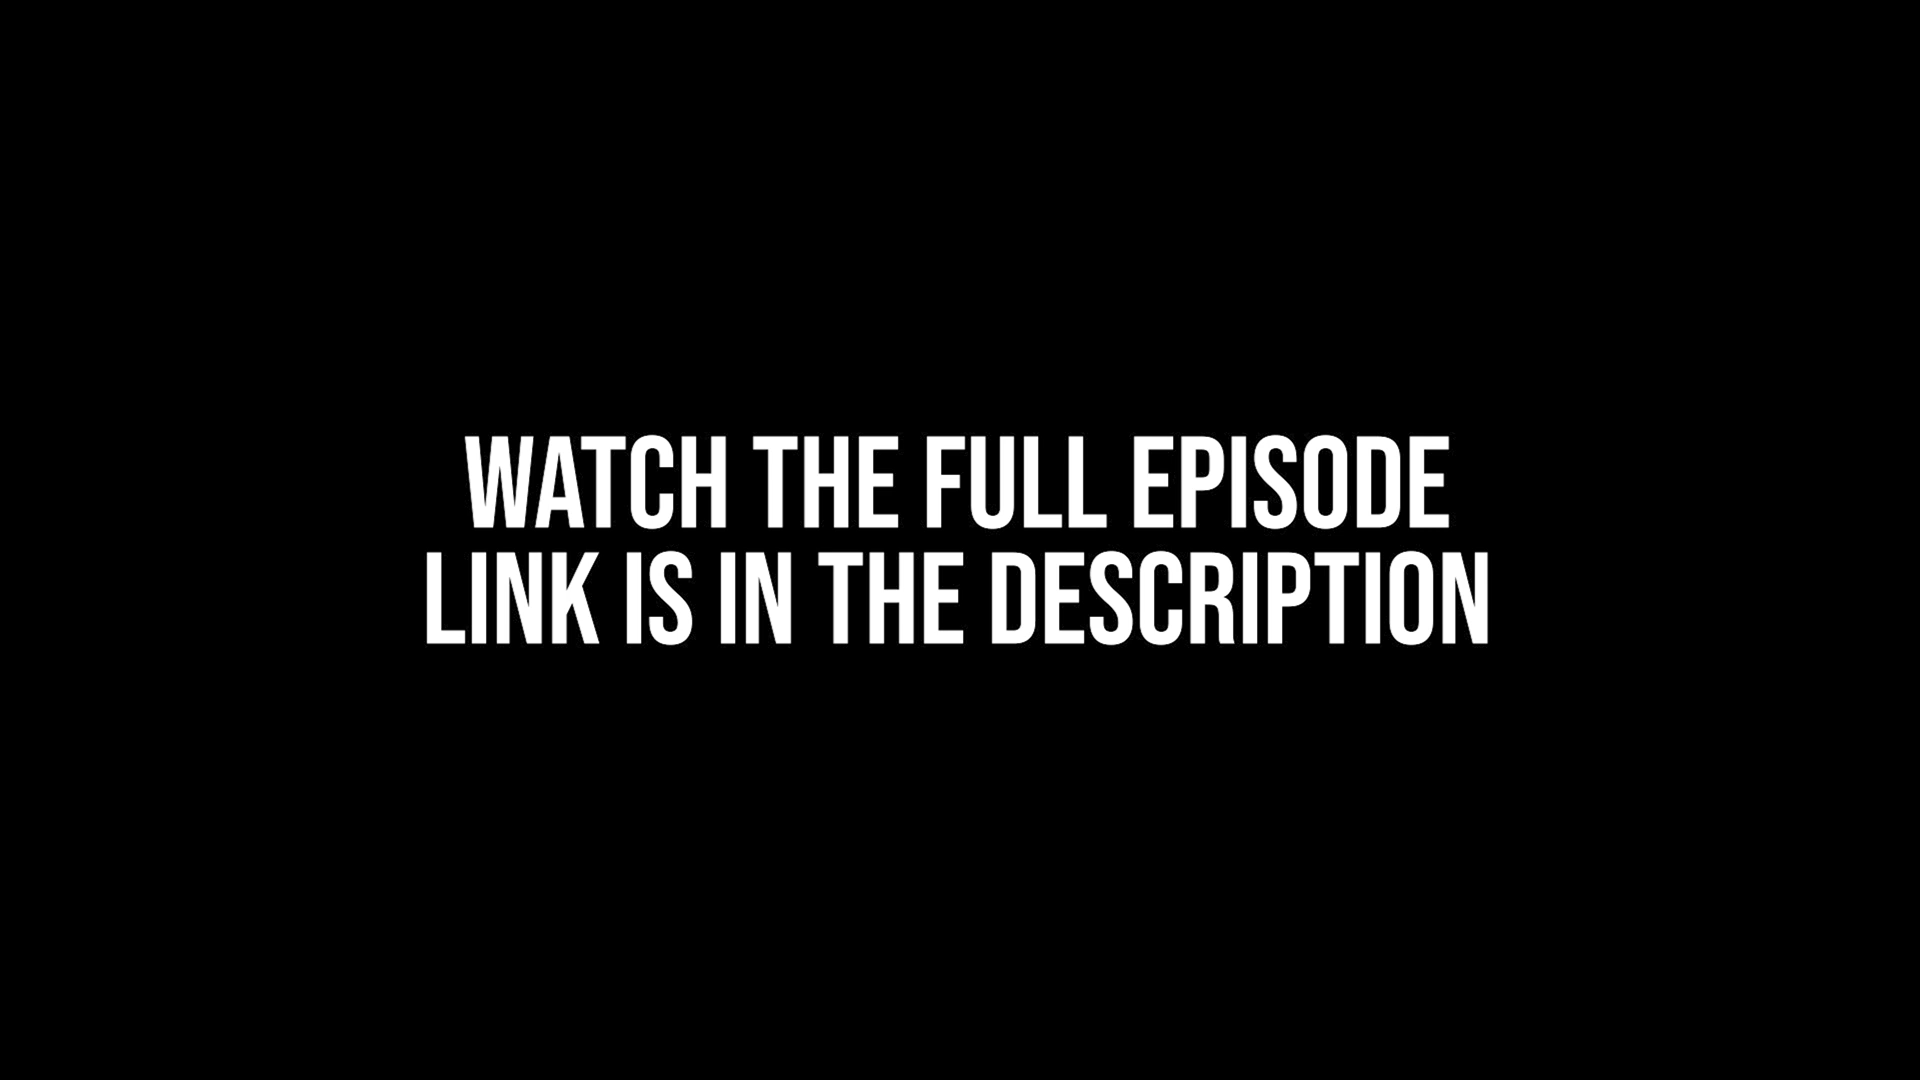 WATCH THE FULL EPISODE
LINK IS IN THE DESCRIPTION